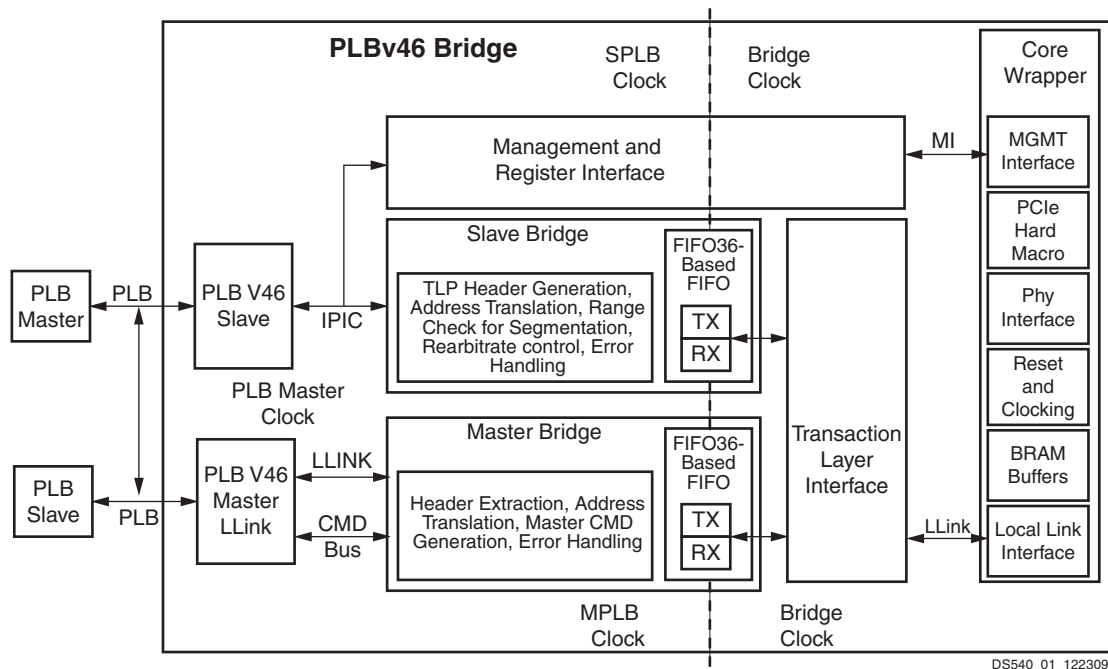 PLBv46 Bridge
SPLB
Clock
Bridge
Clock
Core
Wrapper
Management and
Register Interface
MI
MGMT
Interface
PCIe
Hard
Macro
Phy
Interface
Reset
and
Clocking
BRAM
Buffers
Local Link
Interface
PLB
Master
PLB
PLB V46
Slave
IPIC
Slave Bridge
TLP Header Generation,
Address Translation, Range
Check for Segmentation,
Rearbitrate control, Error
Handling
FIFO36-
Based
FIFO
TX
RX
PLB Master
Clock
Transaction
Layer
Interface
PLB
Slave
PLB
PLB V46
Master
LLink
LLINK
CMD
Bus
Master Bridge
Header Extraction, Address
Translation, Master CMD
Generation, Error Handling
FIFO36-
Based
FIFO
TX
RX
LLink
MPLB
Clock
Bridge
Clock
DS540_01_122309